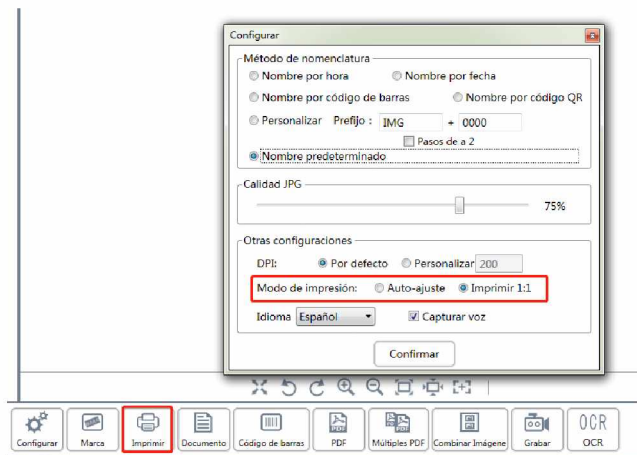 Configurar
Método de nomenclatura
Nombre por hora Nombre por fecha
Nombre por código de barras Nombre por código QR
Personalizar Prefijo : IMG + 0000
Pasos de a 2
Nombre predeterminado
Calidad JPG
75%
Otras configuraciones
DPI: Por defecto Personalizar 200
Modo de impresión: Auto-ajuste Imprimir 1:1
Idioma Español Capturar voz
Confirmar
OCR
Configurar Marca Imprimir Documento Código de barras PDF Múltiples PDF Combinar Imágene Grabar OCR